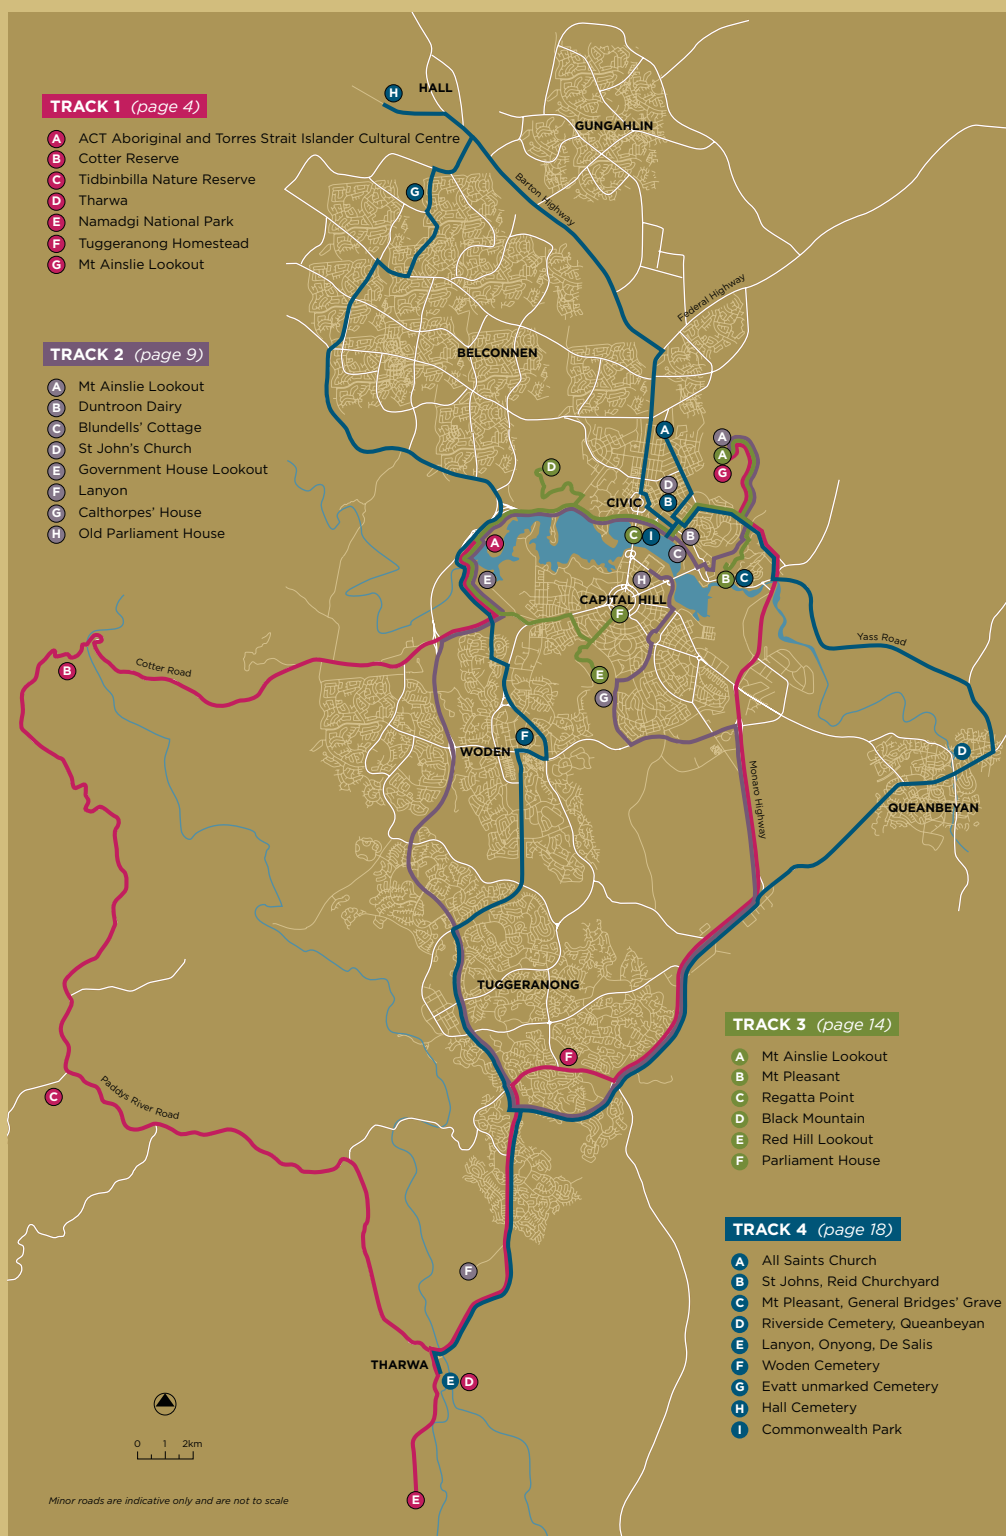 TRACK 1 (page 4)
A ACT Aboriginal and Torres Strait Islander Cultural Centre
B Cotter Reserve
C Tidbinbilla Nature Reserve
D Tharwa
E Namadgi National Park
F Tuggeranong Homestead
G Mt Ainslie Lookout
TRACK 2 (page 9)
A Mt Ainslie Lookout
B Duntroon Dairy
C Blundells’ Cottage
D St John’s Church
E Government House Lookout
F Lanyon
G Calthorpes’ House
H Old Parliament House
H
HALL
GUNGAHLIN
G
Barton Highway
Federal Highway
BELCONNEN
A
A
A
G
D
D
B
CIVIC
C
I
B
C
A
E
H
B
C
CAPITAL HILL
F
Yass Road
B
Cotter Road
E
G
F
WODEN
D
Monaro Highway
QUEANBEYAN
TUGGERANONG
F
C
Paddys River Road
F
THARWA
E
D
E
TRACK 3 (page 14)
A Mt Ainslie Lookout
B Mt Pleasant
C Regatta Point
D Black Mountain
E Red Hill Lookout
F Parliament House
TRACK 4 (page 18)
A All Saints Church
B St Johns, Reid Churchyard
C Mt Pleasant, General Bridges’ Grave
D Riverside Cemetery, Queanbeyan
E Lanyon, Onyong, De Salis
F Woden Cemetery
G Evatt unmarked Cemetery
H Hall Cemetery
I Commonwealth Park
0 1 2km
Minor roads are indicative only and are not to scale